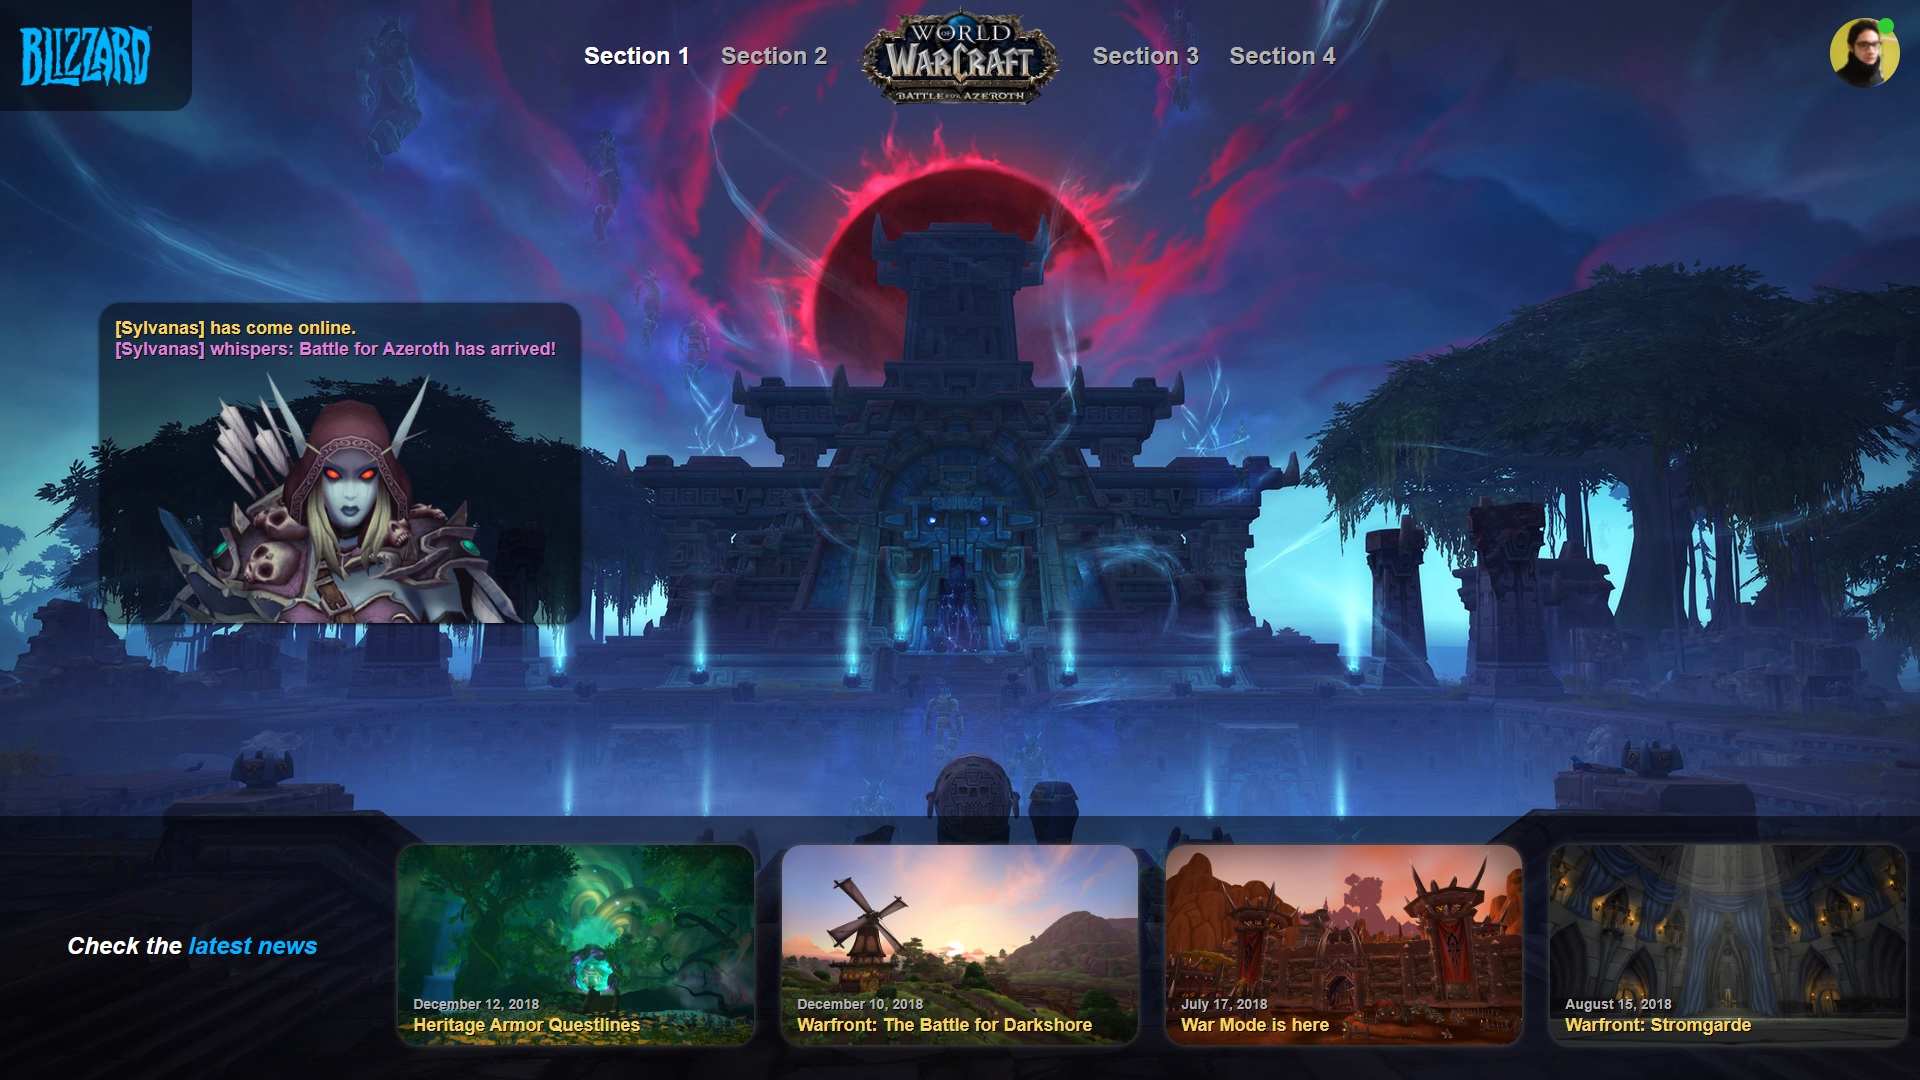 BLIZZARD
Section 1
Section 2
WORLD
OF
WARCRAFT
BATTLE FOR AZEROTH
Section 3
Section 4
[Sylvanas] has come online.
[Sylvanas] whispers: Battle for Azeroth has arrived!
Check the latest news
December 12, 2018
Heritage Armor Questlines
December 10, 2018
Warfront: The Battle for Darkshore
July 17, 2018
War Mode is here
August 15, 2018
Warfront: Stromgarde